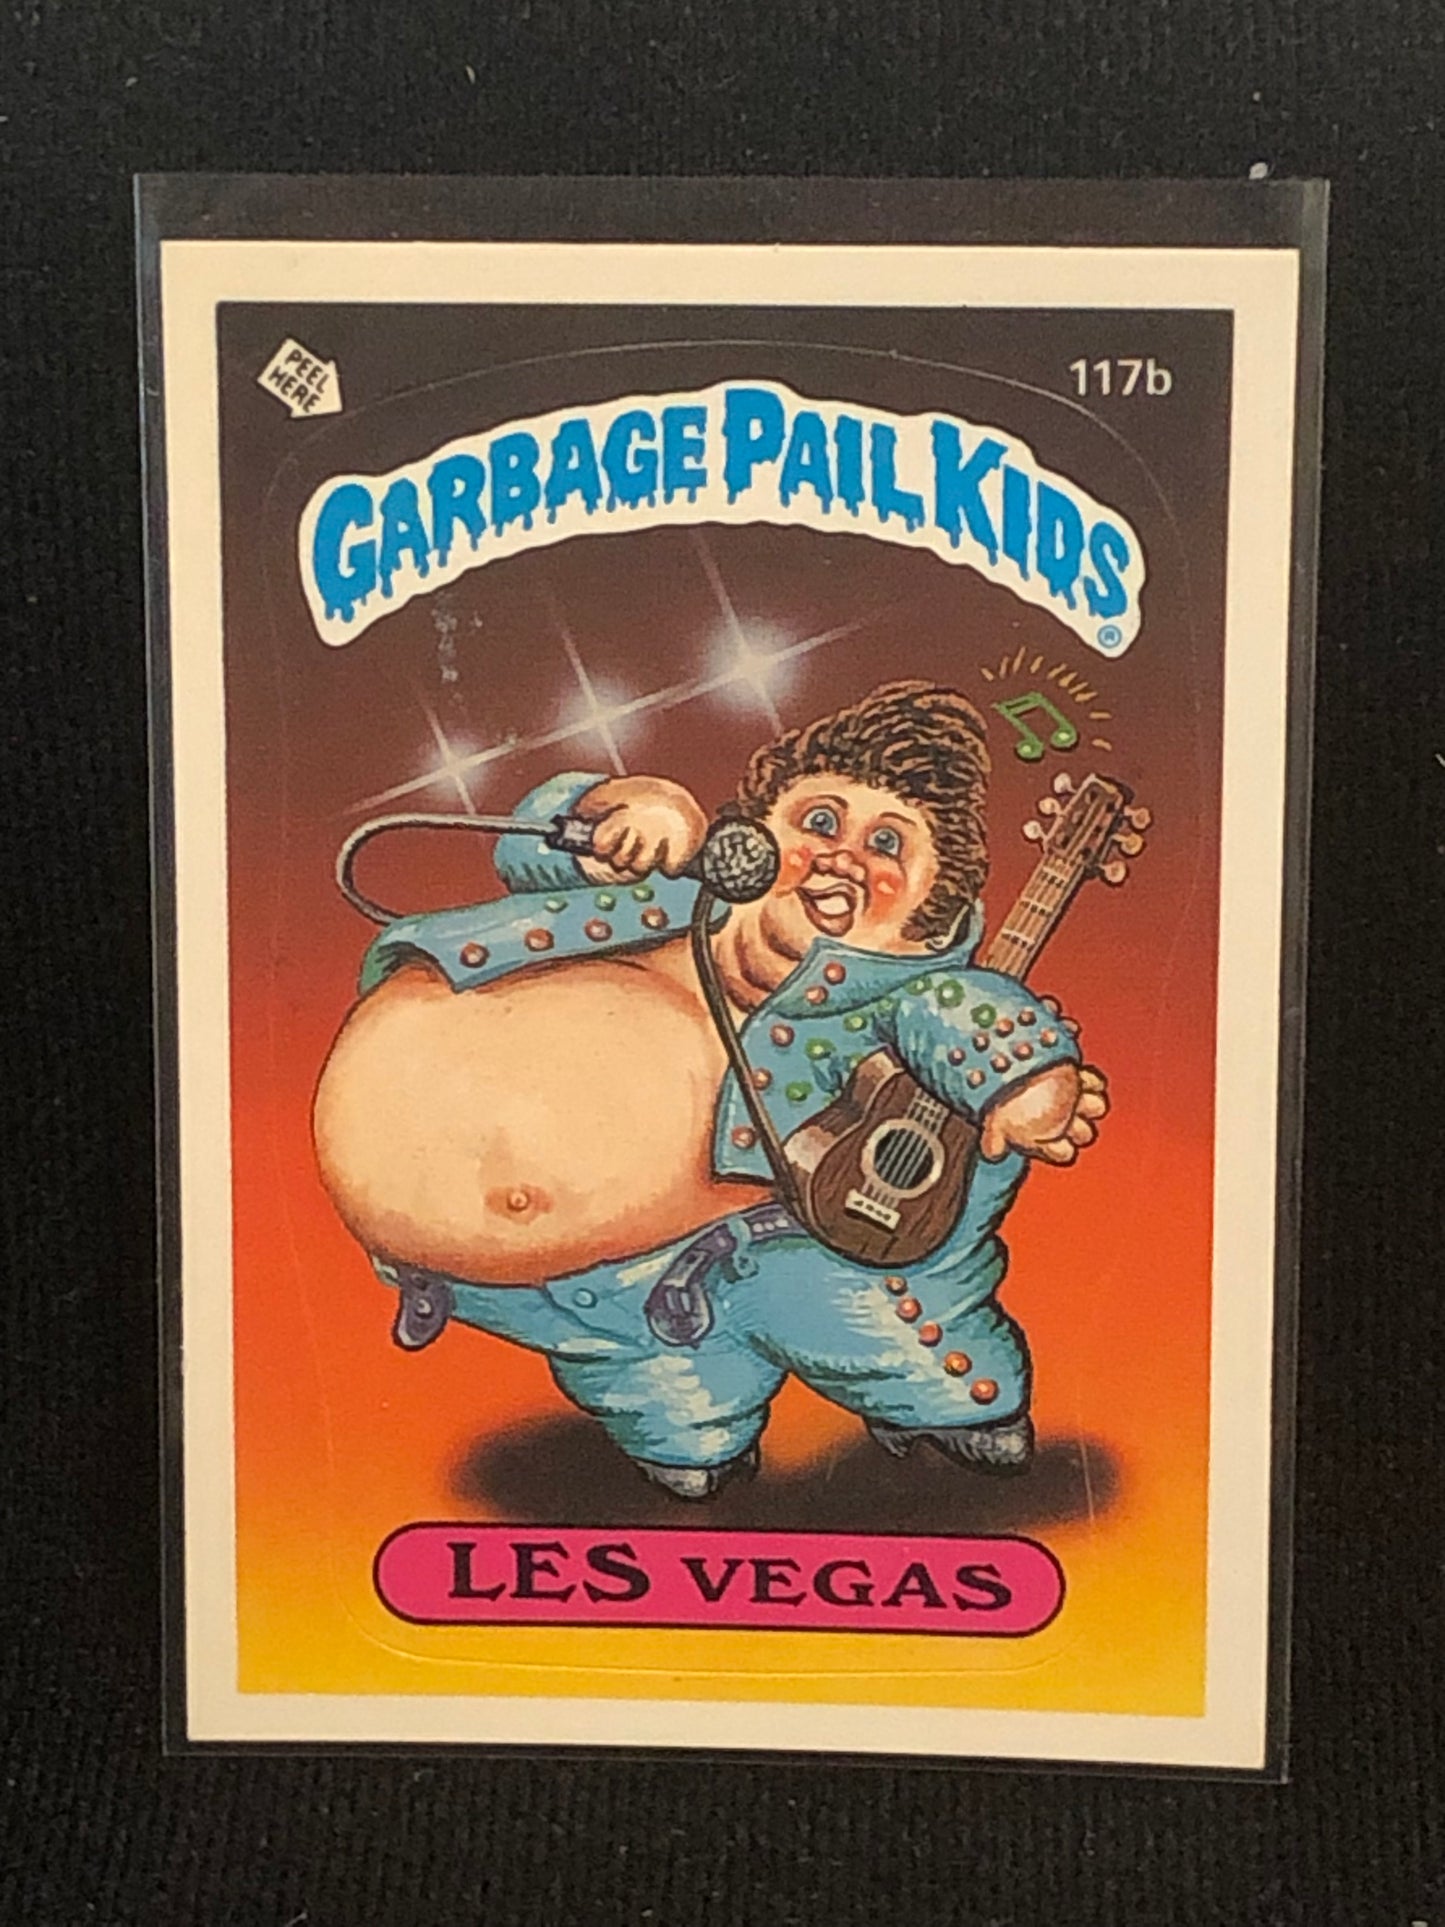 PEEL
HERE
117b
GARBAGE PAIL KIDS
®
LES VEGAS